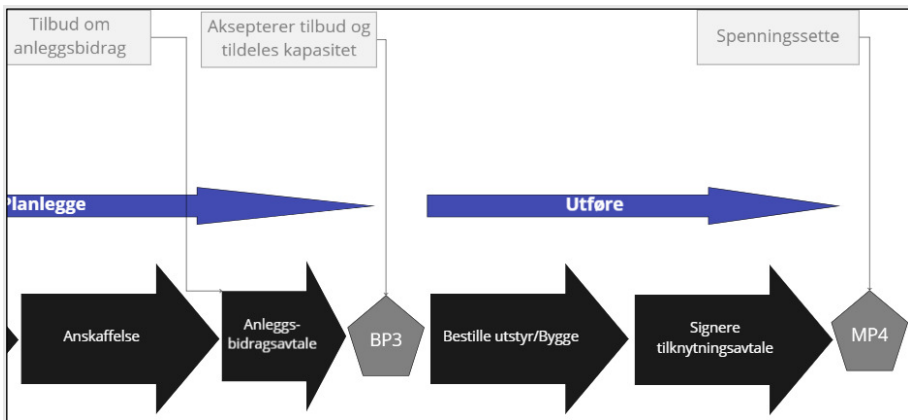 Tilbud om
anleggsbidrag
Aksepterer tilbud og
tildeles kapasitet
Spenningssette
Planlegge
Utføre
Anskaffelse
Anleggs-
bidragsavtale
BP3
Bestille utstyr/Bygge
Signere
tilknytningsavtale
MP4